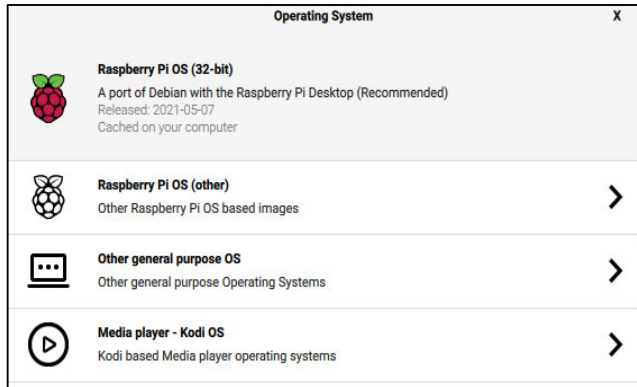 Operating System X
Raspberry Pi OS (32-bit)
A port of Debian with the Raspberry Pi Desktop (Recommended)
Released: 2021-05-07
Cached on your computer
Raspberry Pi OS (other)
Other Raspberry Pi OS based images
Other general purpose OS
Other general purpose Operating Systems
Media player - Kodi OS
Kodi based Media player operating systems